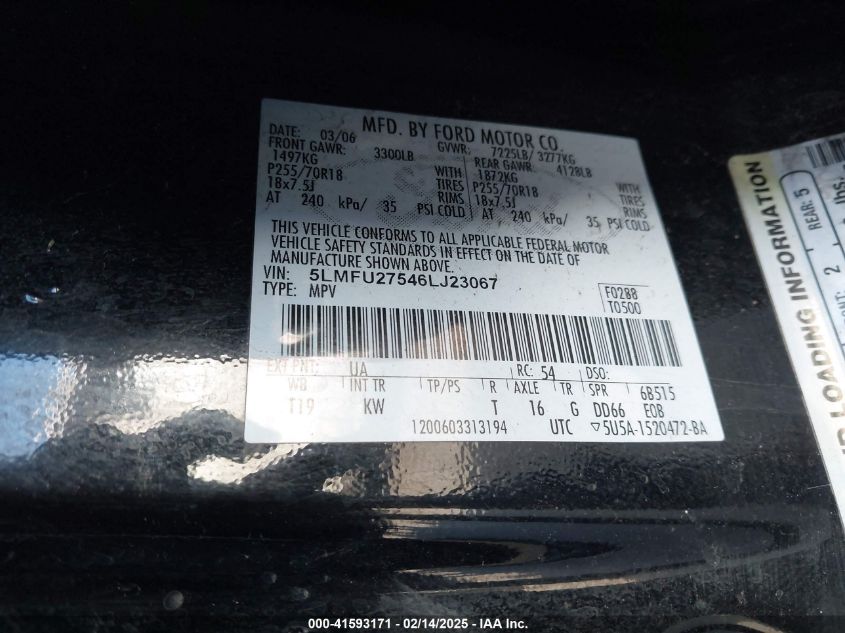 MFD. BY FORD MOTOR CO.
DATE: 03/06 GVWR: 7225LB/ 3277KG
FRONT GAWR: 3300LB REAR GAWR: 4128LB
1497KG WITH 1872KG WITH
P255/70R18 TIRES P255/70R18 TIRES
18x7.5J RIMS 18x7.5J RIMS
AT 240 kPa/ 35 PSI COLD AT 240 kPa/ 35 PSI COLD
THIS VEHICLE CONFORMS TO ALL APPLICABLE FEDERAL MOTOR
VEHICLE SAFETY STANDARDS IN EFFECT ON THE DATE OF
MANUFACTURE SHOWN ABOVE.
VIN: 5LMFU27546LJ23067
TYPE: MPV
F0288
T0500
EXT PNT: UA RC: 54 DSO:
WB INT TR TP/PS R AXLE TR SPR 6B515
T19 KW T 16 G DD66 EOB
1200603313194 UTC ▽5U5A-1520472-BA
LOADING INFORMATION
REAR: 5
2
lbs.
000-41593171 - 02/14/2025 - IAA Inc.